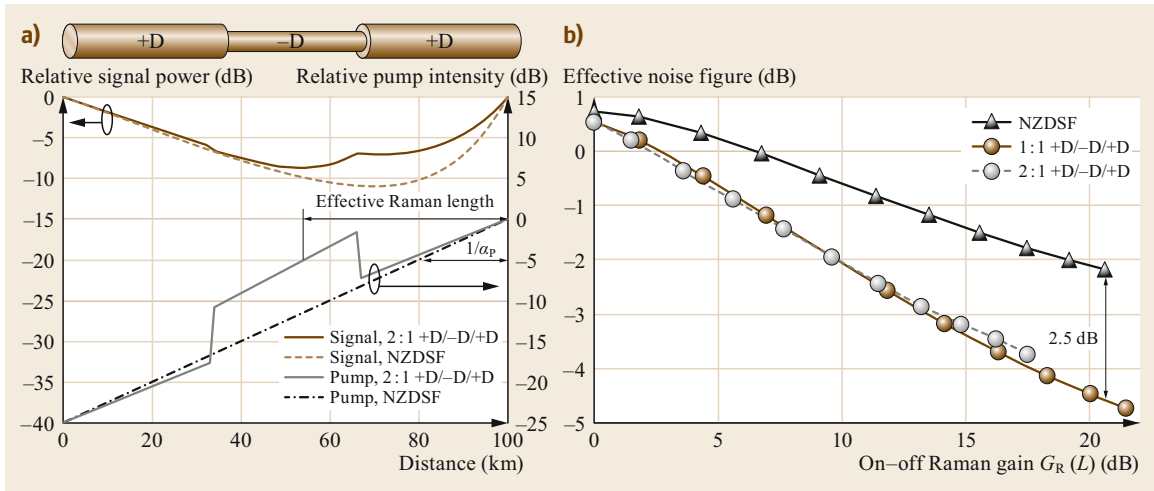 a)
+D
–D
+D
Relative signal power (dB)
Relative pump intensity (dB)
0
–5
–10
–15
–20
–25
–30
–35
–40
15
10
5
0
–5
–10
–15
–20
–25
Effective Raman length
1/αP
Signal, 2:1 +D/–D/+D
Signal, NZDSF
Pump, 2:1 +D/–D/+D
Pump, NZDSF
0
20
40
60
80
100
Distance (km)
b)
Effective noise figure (dB)
1
0
–1
–2
–3
–4
–5
NZDSF
1:1 +D/–D/+D
2:1 +D/–D/+D
2.5 dB
0
5
10
15
20
On–off Raman gain GR (L) (dB)